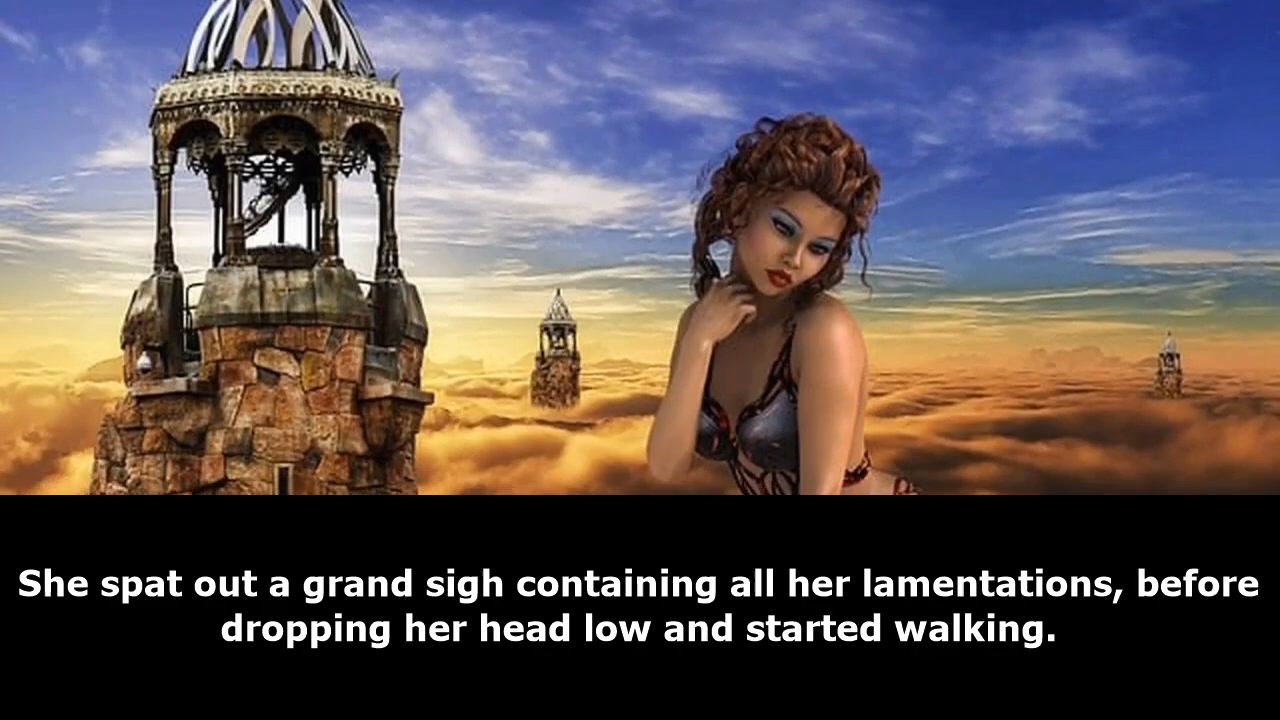 She spat out a grand sigh containing all her lamentations, before
dropping her head low and started walking.